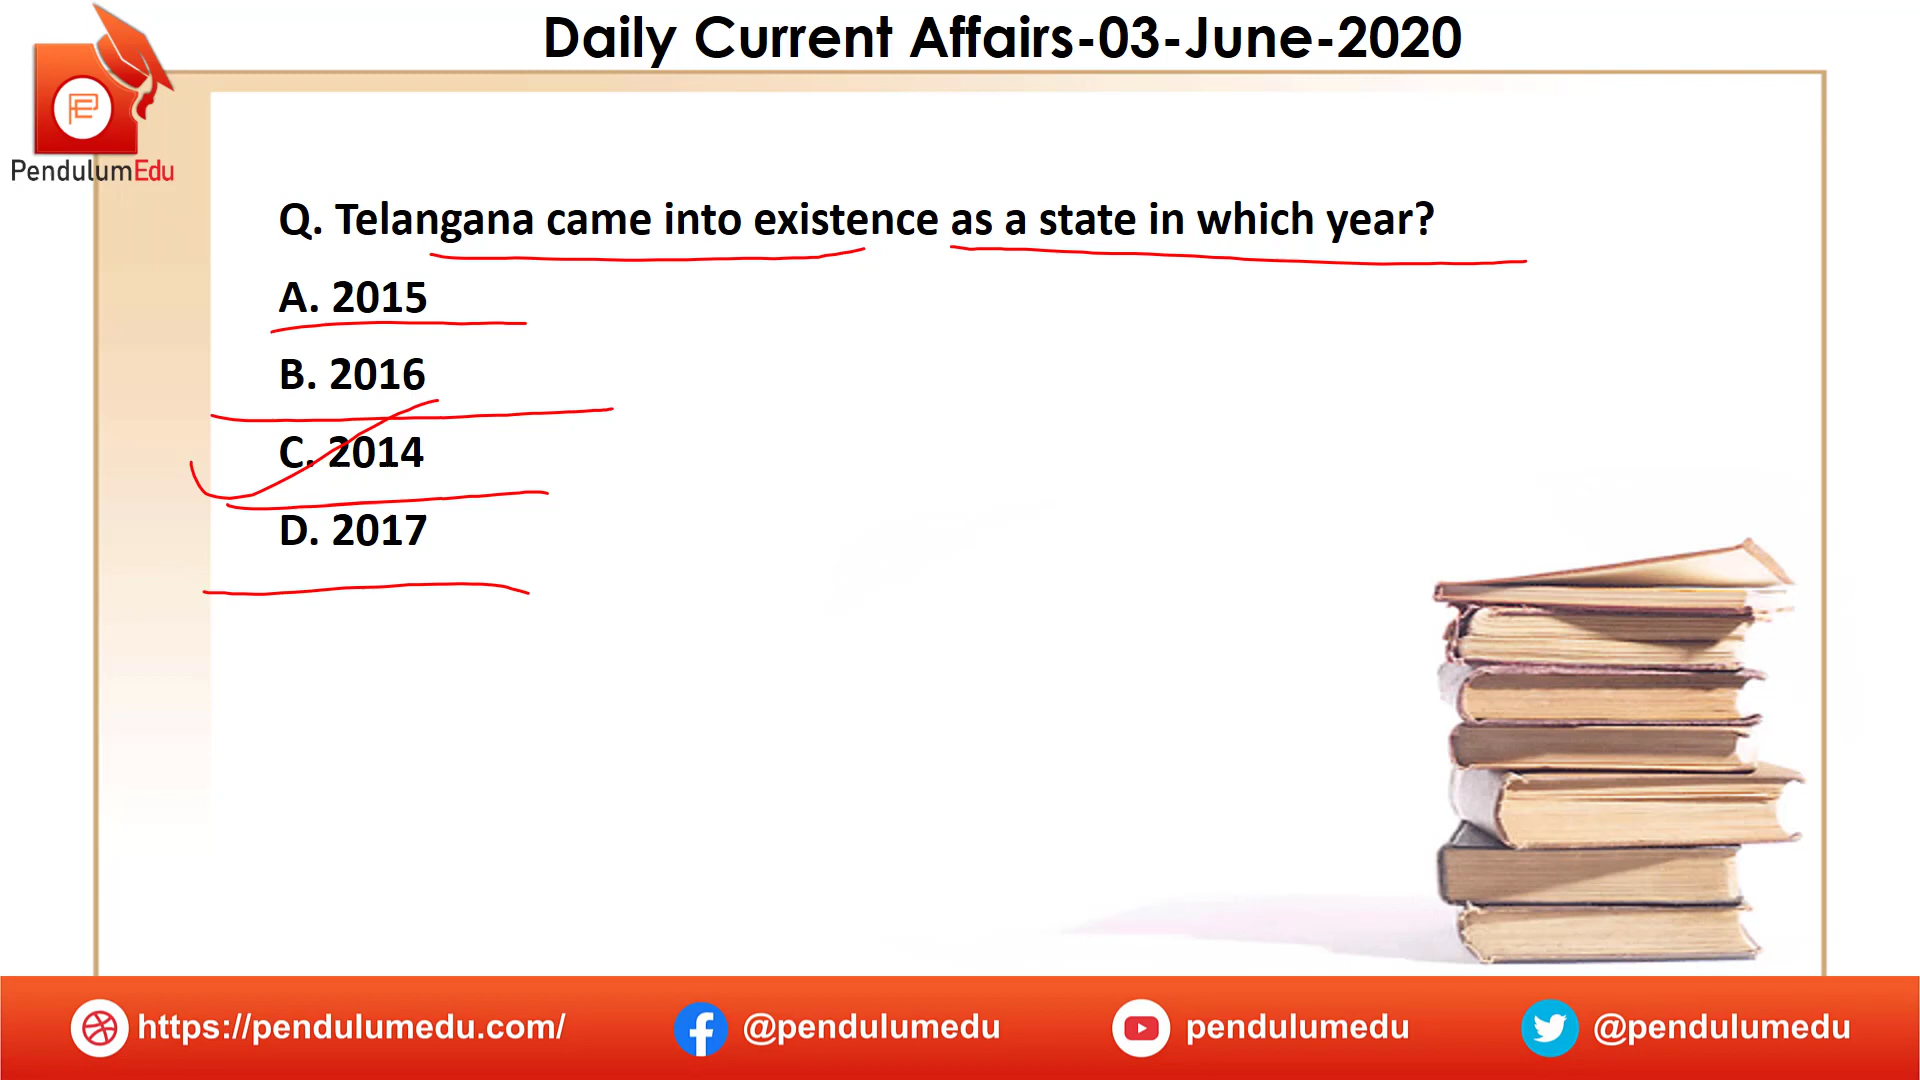 Daily Current Affairs-03-June-2020
PendulumEdu
Q. Telangana came into existence as a state in which year?
A. 2015
B. 2016
C. 2014
D. 2017
https://pendulumedu.com/ @pendulumedu pendulumedu @pendulumedu